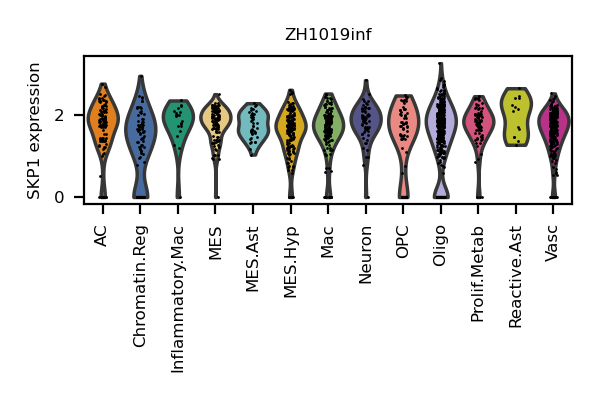 ZH1019inf
SKP1 expression
2
0
AC
Chromatin.Reg
Inflammatory.Mac
MES
MES.Ast
MES.Hyp
Mac
Neuron
OPC
Oligo
Prolif.Metab
Reactive.Ast
Vasc